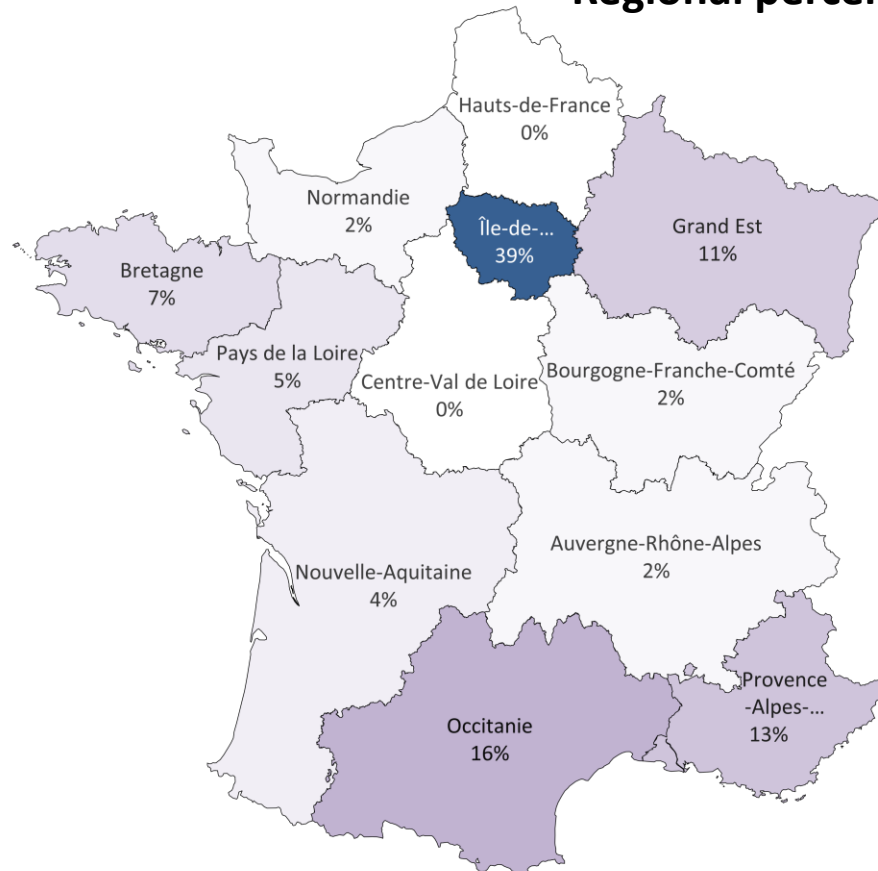 Regional percen
Hauts-de-France
0%
Normandie
2%
Île-de-...
39%
Grand Est
11%
Bretagne
7%
Pays de la Loire
5%
Centre-Val de Loire
0%
Bourgogne-Franche-Comté
2%
Auvergne-Rhône-Alpes
2%
Nouvelle-Aquitaine
4%
Provence
-Alpes-...
13%
Occitanie
16%